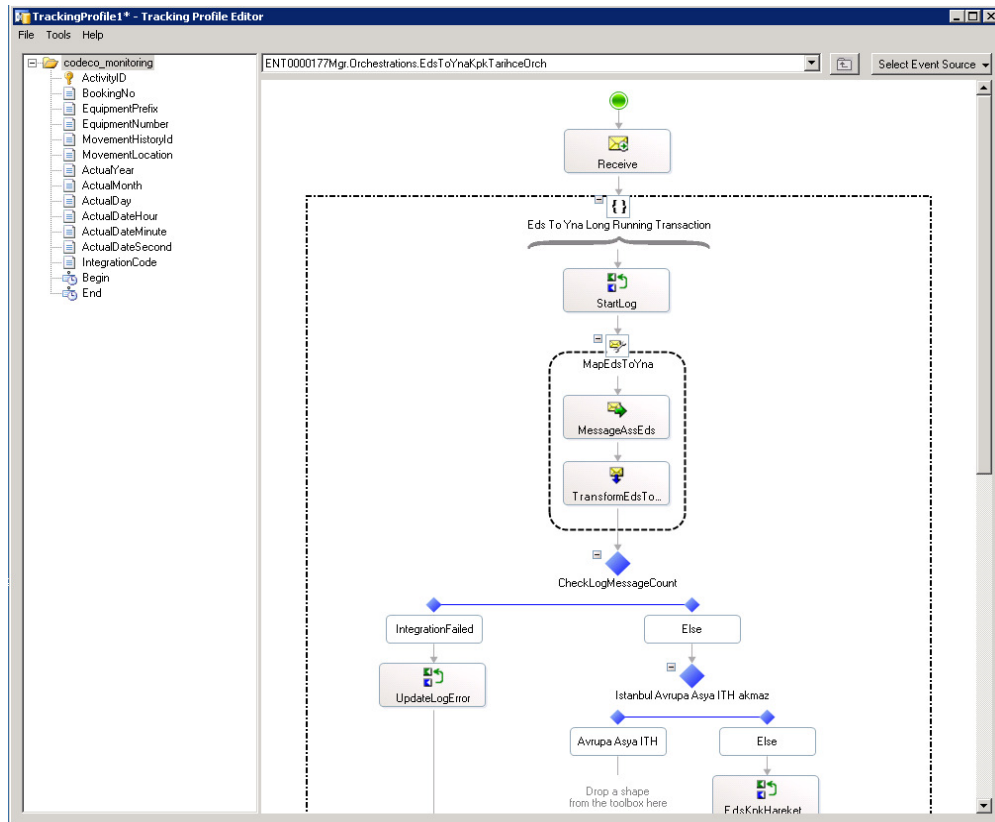 TrackingProfile1* - Tracking Profile Editor
File Tools Help
codeco_monitoring
ActivityID
BookingNo
EquipmentPrefix
EquipmentNumber
MovementHistoryId
MovementLocation
ActualYear
ActualMonth
ActualDay
ActualDateHour
ActualDateMinute
ActualDateSecond
IntegrationCode
Begin
End
ENT0000177Mgr.Orchestrations.EdsToYnaKpkTarihceOrch
Select Event Source
Receive
Eds To Yna Long Running Transaction
StartLog
MapEdsToYna
MessageAssEds
TransformEdsTo...
CheckLogMessageCount
IntegrationFailed
Else
UpdateLogError
Istanbul Avrupa Asya ITH akmaz
Avrupa Asya ITH
Else
Drop a shape
from the toolbox here
EdsKpkHareket